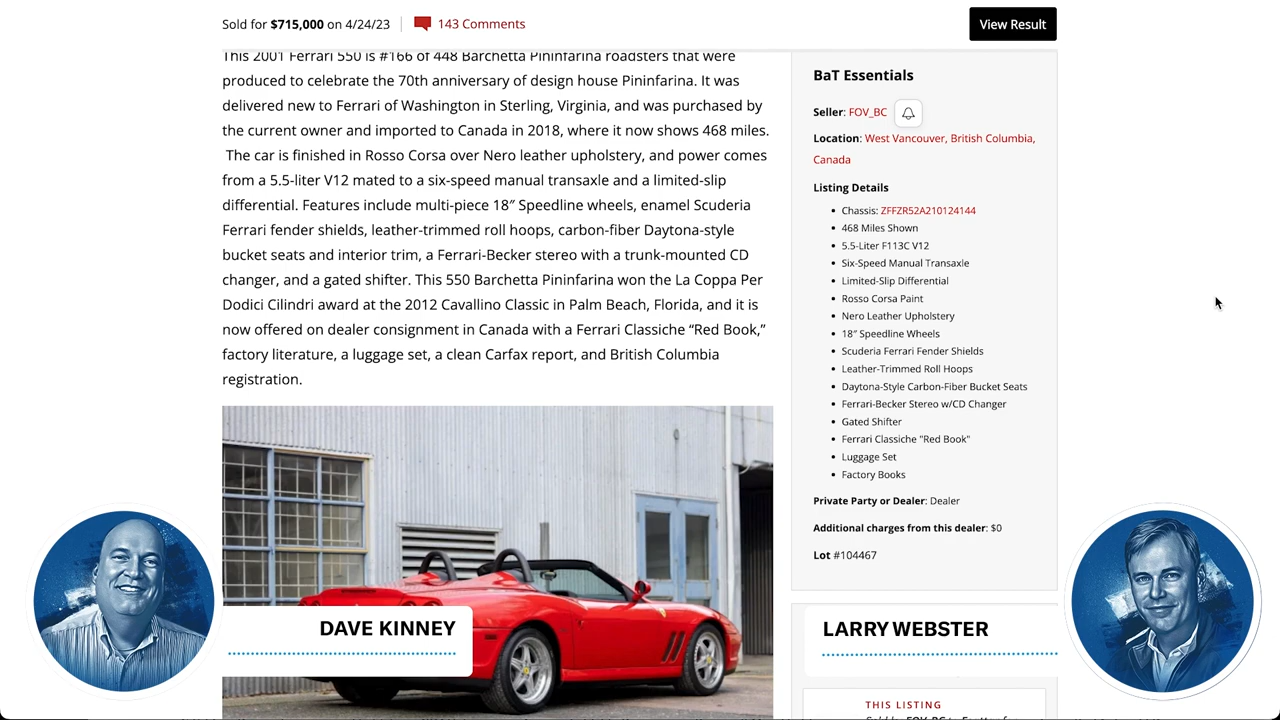 Sold for $715,000 on 4/24/23
143 Comments
View Result
This 2001 Ferrari 550 is #166 of 448 Barchetta Pininfarina roadsters that were
produced to celebrate the 70th anniversary of design house Pininfarina. It was
delivered new to Ferrari of Washington in Sterling, Virginia, and was purchased by
the current owner and imported to Canada in 2018, where it now shows 468 miles.
The car is finished in Rosso Corsa over Nero leather upholstery, and power comes
from a 5.5-liter V12 mated to a six-speed manual transaxle and a limited-slip
differential. Features include multi-piece 18″ Speedline wheels, enamel Scuderia
Ferrari fender shields, leather-trimmed roll hoops, carbon-fiber Daytona-style
bucket seats and interior trim, a Ferrari-Becker stereo with a trunk-mounted CD
changer, and a gated shifter. This 550 Barchetta Pininfarina won the La Coppa Per
Dodici Cilindri award at the 2012 Cavallino Classic in Palm Beach, Florida, and it is
now offered on dealer consignment in Canada with a Ferrari Classiche “Red Book,”
factory literature, a luggage set, a clean Carfax report, and British Columbia
registration.
BaT Essentials
Seller: FOV_BC
Location: West Vancouver, British Columbia,
Canada
Listing Details
• Chassis: ZFFZR52A210124144
• 468 Miles Shown
• 5.5-Liter F113C V12
• Six-Speed Manual Transaxle
• Limited-Slip Differential
• Rosso Corsa Paint
• Nero Leather Upholstery
• 18″ Speedline Wheels
• Scuderia Ferrari Fender Shields
• Leather-Trimmed Roll Hoops
• Daytona-Style Carbon-Fiber Bucket Seats
• Ferrari-Becker Stereo w/CD Changer
• Gated Shifter
• Ferrari Classiche "Red Book"
• Luggage Set
• Factory Books
Private Party or Dealer: Dealer
Additional charges from this dealer: $0
Lot #104467
DAVE KINNEY
LARRY WEBSTER
THIS LISTING